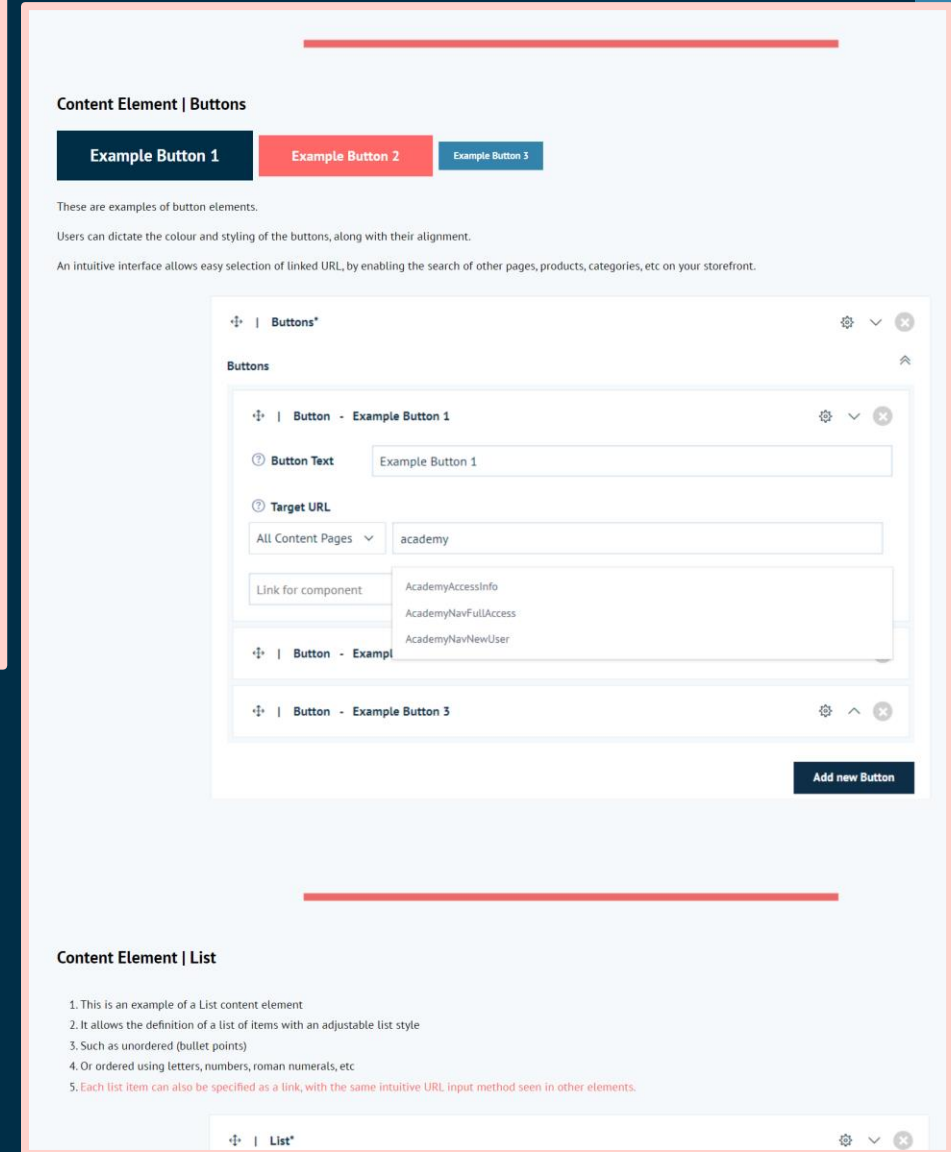 Content Element | Buttons
Example Button 1
Example Button 2
Example Button 3
These are examples of button elements.
Users can dictate the colour and styling of the buttons, along with their alignment.
An intuitive interface allows easy selection of linked URL, by enabling the search of other pages, products, categories, etc on your storefront.
| Buttons*
Buttons
| Button - Example Button 1
Button Text
Example Button 1
Target URL
All Content Pages
academy
Link for component
AcademyAccessInfo
AcademyNavFullAccess
AcademyNavNewUser
| Button - Exampl
| Button - Example Button 3
Add new Button
Content Element | List
1. This is an example of a List content element
2. It allows the definition of a list of items with an adjustable list style
3. Such as unordered (bullet points)
4. Or ordered using letters, numbers, roman numerals, etc
5. Each list item can also be specified as a link, with the same intuitive URL input method seen in other elements.
| List*